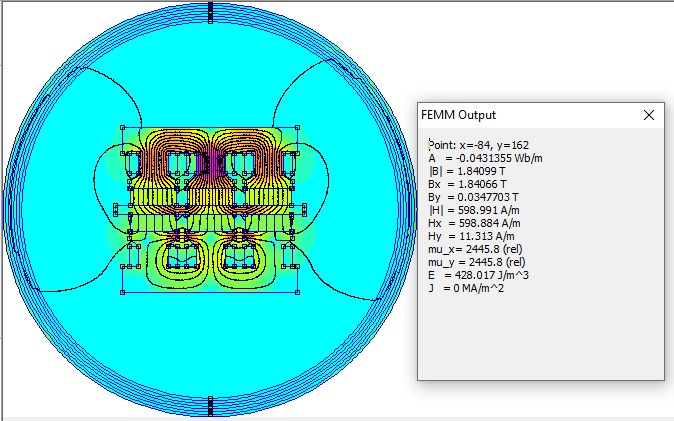 FEMM Output
Point: x=-84, y=162
A = -0.0431355 Wb/m
|B| = 1.84099 T
Bx = 1.84066 T
By = 0.0347703 T
|H| = 598.991 A/m
Hx = 598.884 A/m
Hy = 11.313 A/m
mu_x = 2445.8 (rel)
mu_y = 2445.8 (rel)
E = 428.017 J/m^3
J = 0 MA/m^2